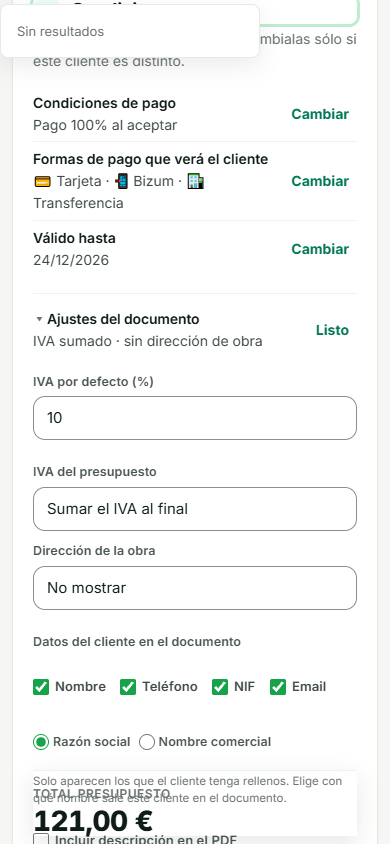 Sin resultados
mbialas sólo si
este cliente es distinto.
Condiciones de pago
Pago 100% al aceptar
Cambiar
Formas de pago que verá el cliente
Tarjeta · Bizum ·
Transferencia
Cambiar
Válido hasta
24/12/2026
Cambiar
Ajustes del documento
IVA sumado · sin dirección de obra
Listo
IVA por defecto (%)
10
IVA del presupuesto
Sumar el IVA al final
Dirección de la obra
No mostrar
Datos del cliente en el documento
Nombre Teléfono NIF Email
Razón social Nombre comercial
Solo aparecen los que el cliente tenga rellenos. Elige con
TOTAL PRESUPUESTO
qué nombre sale este cliente en el documento.
121,00 €
Incluir descripción en el PDF